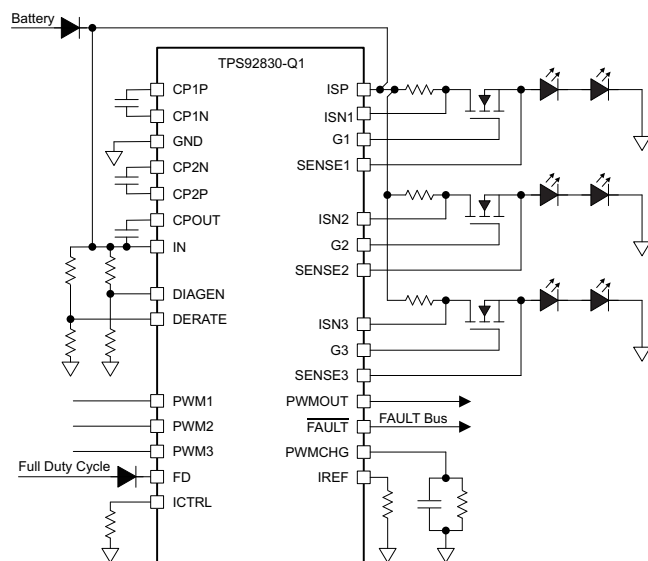 Battery
TPS92830-Q1
CP1P
CP1N
GND
CP2N
CP2P
CPOUT
IN
DIAGEN
DERATE
PWM1
PWM2
PWM3
Full Duty Cycle
FD
ICTRL
ISP
ISN1
G1
SENSE1
ISN2
G2
SENSE2
ISN3
G3
SENSE3
PWMOUT
FAULT
FAULT Bus
PWMCHG
IREF